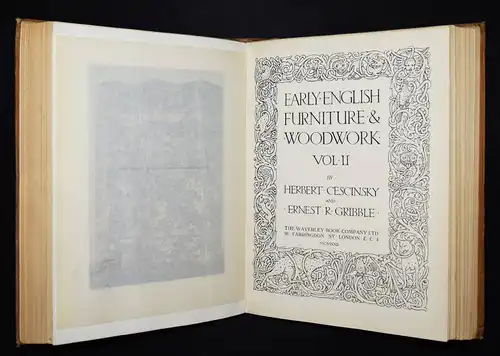 EARLY·ENGLISH
FURNITURE·&
·WOODWORK·
VOL·II
BY
HERBERT·CESCINSKY
AND
·ERNEST·R·GRIBBLE·
THE WAVERLEY BOOK COMPANY LTD
FARRINGDON ST LONDON E.C.4